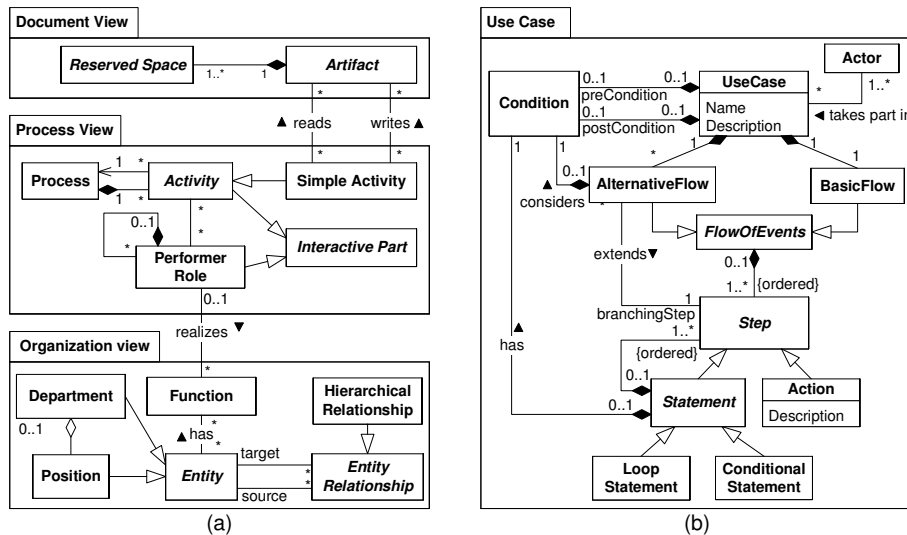 Document View
Reserved Space
1..*
1
Artifact
*
*
▲ reads
writes ▲
Process View
*
*
Process
1
*
1
*
Activity
Simple Activity
0..1
*
*
*
Interactive Part
Performer
Role
0..1
realizes ▼
Organization view
*
Department
Function
Hierarchical
Relationship
0..1
*
▲ has
*
Position
Entity
target
*
source
*
Entity
Relationship
(a)
Use Case
Condition
0..1
0..1
preCondition
0..1
0..1
postCondition
UseCase
Name
Description
Actor
*
1..*
◄ takes part in
1
1
*
1
1
1
▲
considers
0..1
AlternativeFlow
BasicFlow
*
FlowOfEvents
extends▼
0..1
1..*
{ordered}
1
branchingStep
Step
▲
has
1..*
{ordered}
0..1
0..1
Statement
Action
Description
Loop
Statement
Conditional
Statement
(b)